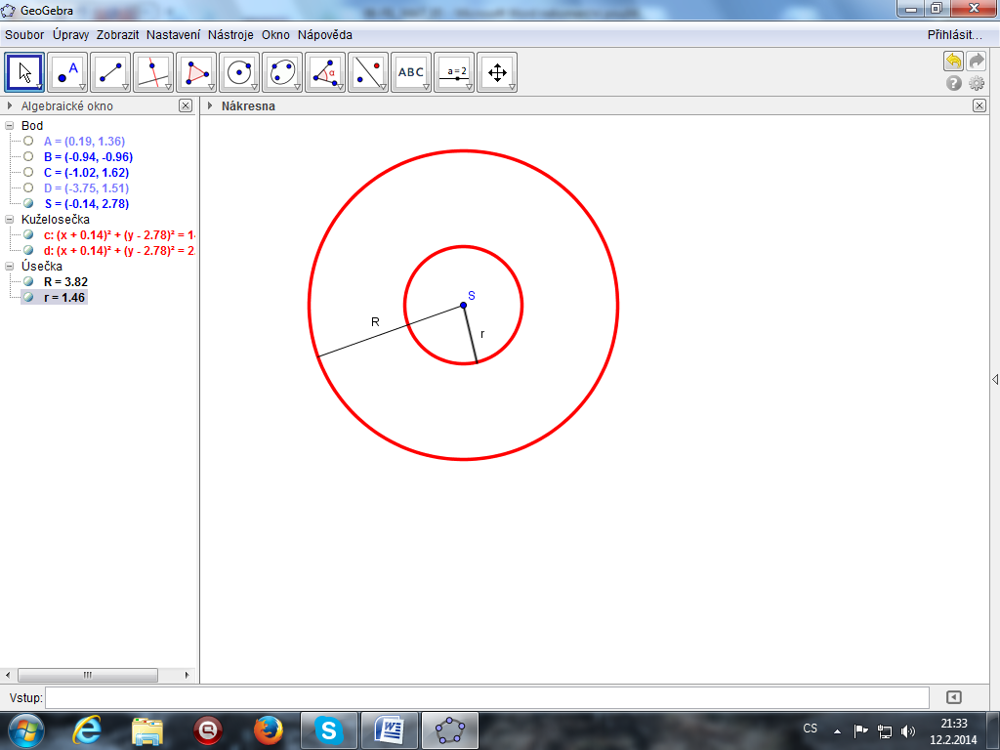 GeoGebra
Soubor Úpravy Zobrazit Nastavení Nástroje Okno Nápověda Přihlásit...
A ABC a=2
Algebraické okno Nákresna
Bod
A = (0.19, 1.36)
B = (-0.94, -0.96)
C = (-1.02, 1.62)
D = (-3.75, 1.51)
S = (-0.14, 2.78)
Kuželosečka
c: (x + 0.14)² + (y - 2.78)² = 1
d: (x + 0.14)² + (y - 2.78)² = 2
Úsečka
R = 3.82
r = 1.46
S
R
r
Vstup:
CS 21:33
12.2.2014